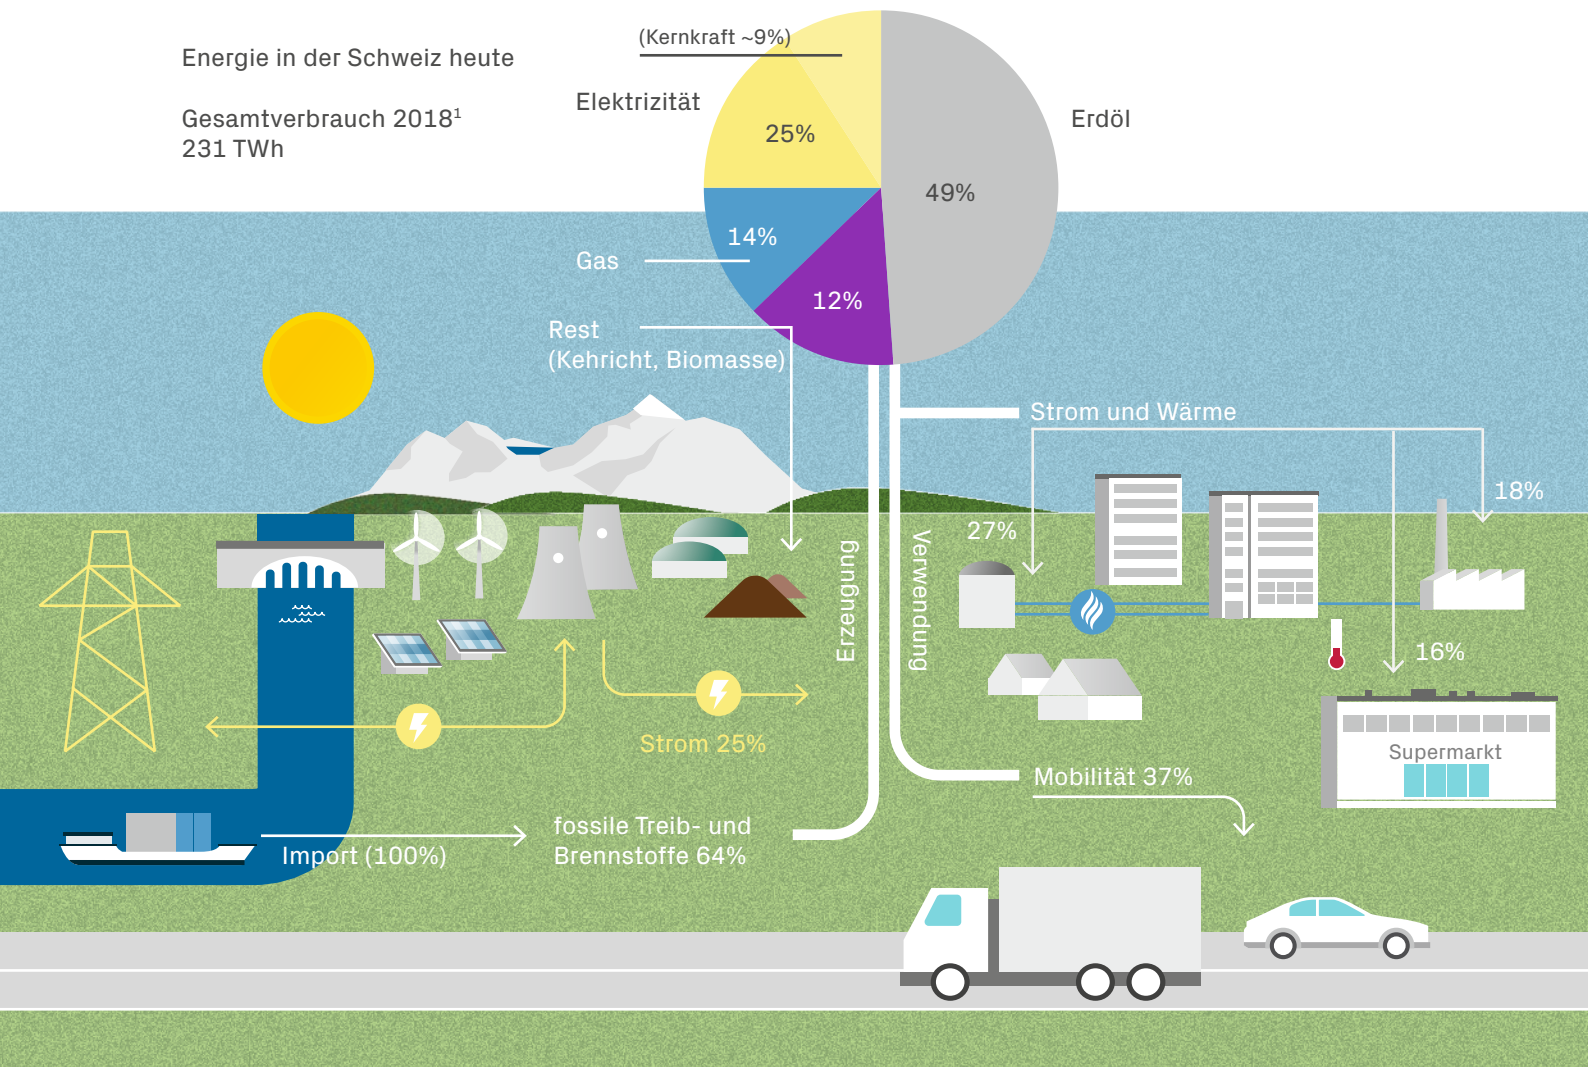 Energie in der Schweiz heute
Gesamtverbrauch 2018¹
231 TWh
(Kernkraft ~9%)
Elektrizität
25%
Erdöl
49%
14%
Gas
12%
Rest
(Kehricht, Biomasse)
Strom und Wärme
18%
27%
Erzeugung
Verwendung
16%
Strom 25%
Supermarkt
Mobilität 37%
Import (100%)
fossile Treib- und
Brennstoffe 64%